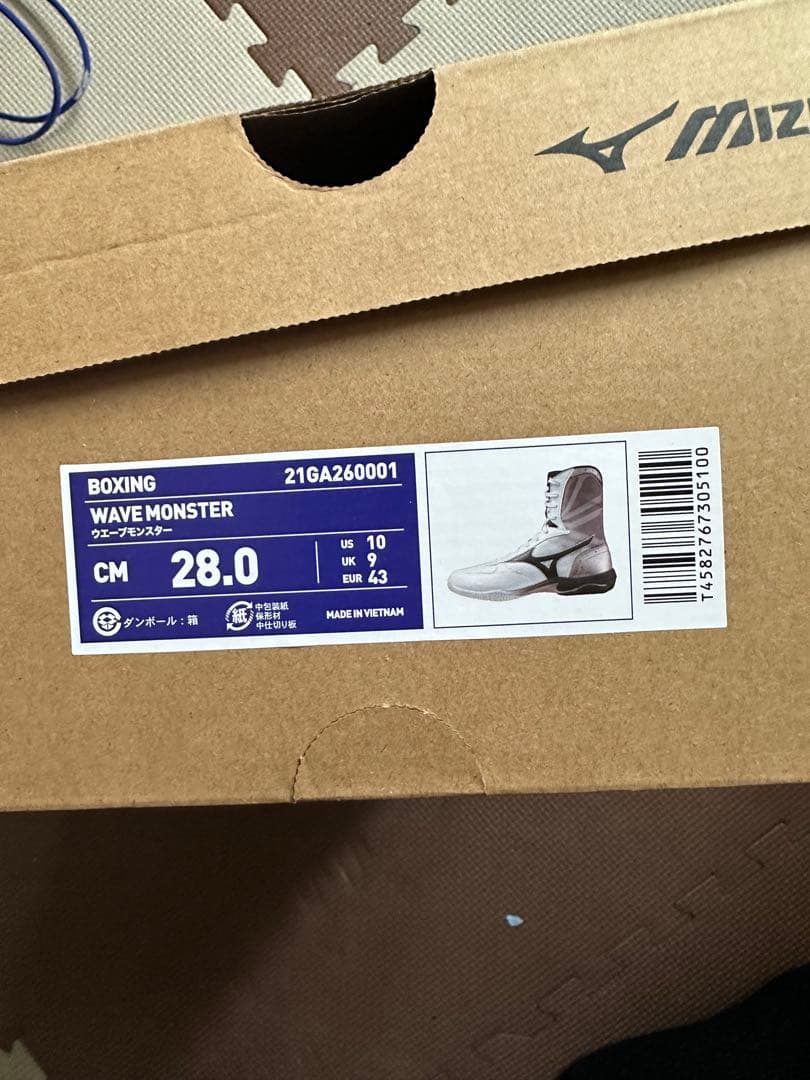 MIZ
BOXING 21GA260001
WAVE MONSTER
ウエーブモンスター
CM 28.0
US 10
UK 9
EUR 43
ダンボール：箱
紙
中包装紙
保形材
中仕切り板
MADE IN VIETNAM
T4582767305100